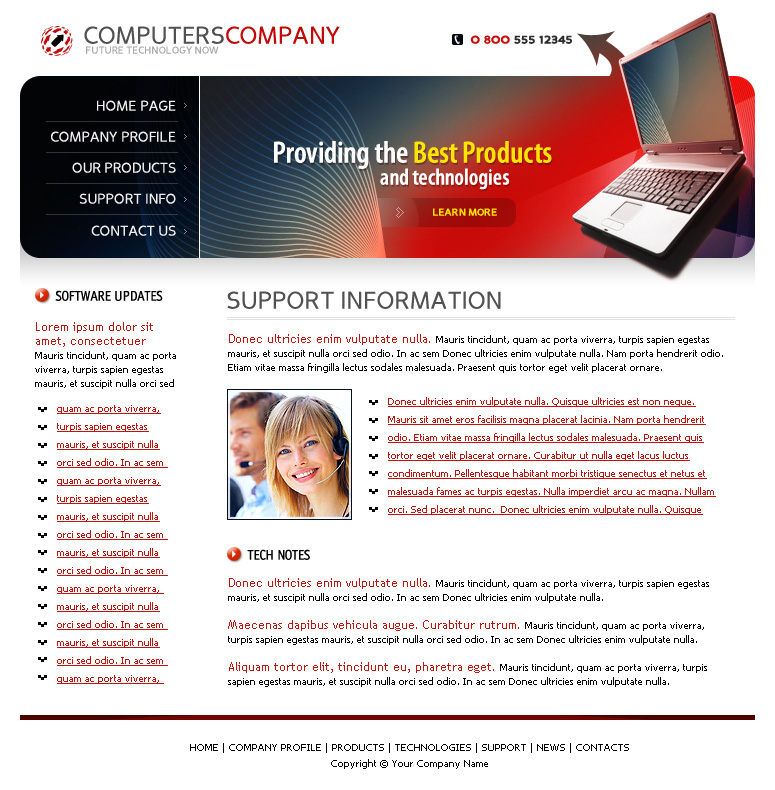 COMPUTERSCOMPANY
FUTURE TECHNOLOGY NOW
0 800 555 12345
HOME PAGE
COMPANY PROFILE
OUR PRODUCTS
SUPPORT INFO
CONTACT US
Providing the Best Products
and technologies
LEARN MORE
SOFTWARE UPDATES
Lorem ipsum dolor sit
amet, consectetuer
Mauris tincidunt, quam ac porta
viverra, turpis sapien egestas
mauris, et suscipit nulla orci sed
quam ac porta viverra,
turpis sapien egestas
mauris, et suscipit nulla
orci sed odio. In ac sem
quam ac porta viverra,
turpis sapien egestas
mauris, et suscipit nulla
orci sed odio. In ac sem
mauris, et suscipit nulla
orci sed odio. In ac sem
quam ac porta viverra,
mauris, et suscipit nulla
orci sed odio. In ac sem
mauris, et suscipit nulla
orci sed odio. In ac sem
quam ac porta viverra,
SUPPORT INFORMATION
Donec ultricies enim vulputate nulla. Mauris tincidunt, quam ac porta viverra, turpis sapien egestas
mauris, et suscipit nulla orci sed odio. In ac sem Donec ultricies enim vulputate nulla. Nam porta hendrerit odio.
Etiam vitae massa fringilla lectus sodales malesuada. Praesent quis tortor eget velit placerat ornare.
Donec ultricies enim vulputate nulla. Quisque ultricies est non neque.
Mauris sit amet eros facilisis magna placerat lacinia. Nam porta hendrerit
odio. Etiam vitae massa fringilla lectus sodales malesuada. Praesent quis
tortor eget velit placerat ornare. Curabitur ut nulla eget lacus luctus
condimentum. Pellentesque habitant morbi tristique senectus et netus et
malesuada fames ac turpis egestas. Nulla imperdiet arcu ac magna. Nullam
orci. Sed placerat nunc. Donec ultricies enim vulputate nulla. Quisque
TECH NOTES
Donec ultricies enim vulputate nulla. Mauris tincidunt, quam ac porta viverra, turpis sapien egestas
mauris, et suscipit nulla orci sed odio. In ac sem Donec ultricies enim vulputate nulla.
Maecenas dapibus vehicula augue. Curabitur rutrum. Mauris tincidunt, quam ac porta viverra,
turpis sapien egestas mauris, et suscipit nulla orci sed odio. In ac sem Donec ultricies enim vulputate nulla.
Aliquam tortor elit, tincidunt eu, pharetra eget. Mauris tincidunt, quam ac porta viverra, turpis
sapien egestas mauris, et suscipit nulla orci sed odio. In ac sem Donec ultricies enim vulputate nulla.
HOME | COMPANY PROFILE | PRODUCTS | TECHNOLOGIES | SUPPORT | NEWS | CONTACTS
Copyright © Your Company Name